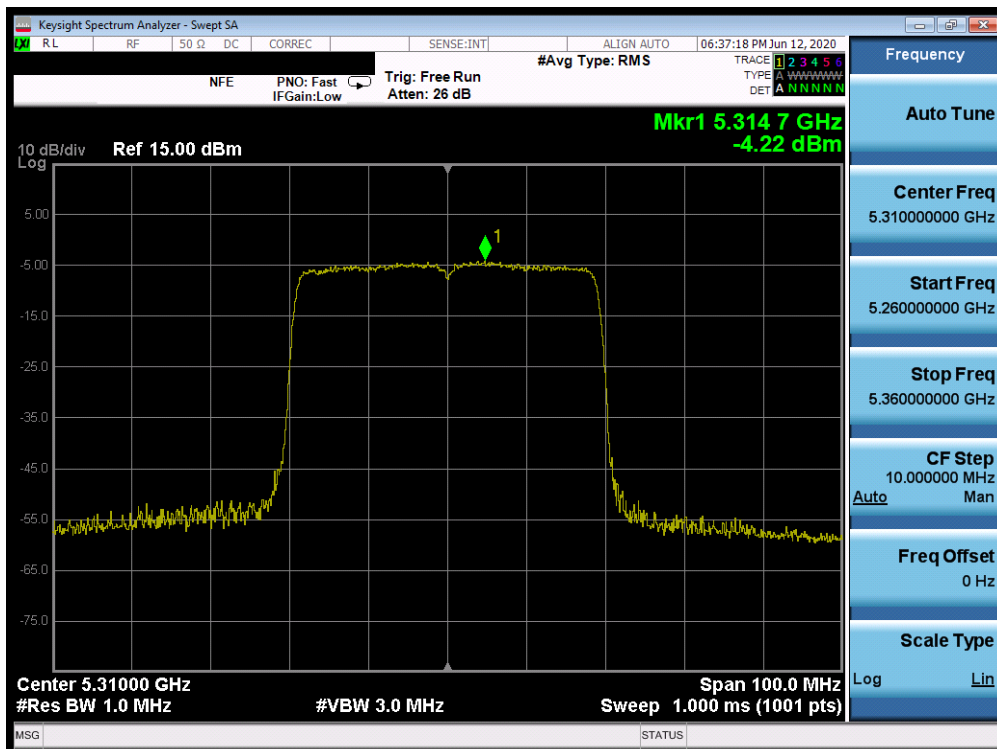 Keysight Spectrum Analyzer - Swept SA
LXI RL RF 50 Ω DC CORREC SENSE:INT ALIGN AUTO 06:37:18 PM Jun 12, 2020
NFE PNO: Fast Trig: Free Run #Avg Type: RMS TRACE 1 2 3 4 5 6
IFGain:Low Atten: 26 dB TYPE A WWWWW
DET A N N N N N
Mkr1 5.314 7 GHz
-4.22 dBm
10 dB/div Ref 15.00 dBm
Log
1
5.00
-5.00
-15.0
-25.0
-35.0
-45.0
-55.0
-65.0
-75.0
Center 5.31000 GHz Span 100.0 MHz
#Res BW 1.0 MHz #VBW 3.0 MHz Sweep 1.000 ms (1001 pts)
MSG STATUS
Frequency
Auto Tune
Center Freq
5.310000000 GHz
Start Freq
5.260000000 GHz
Stop Freq
5.360000000 GHz
CF Step
10.000000 MHz
Auto Man
Freq Offset
0 Hz
Scale Type
Log Lin